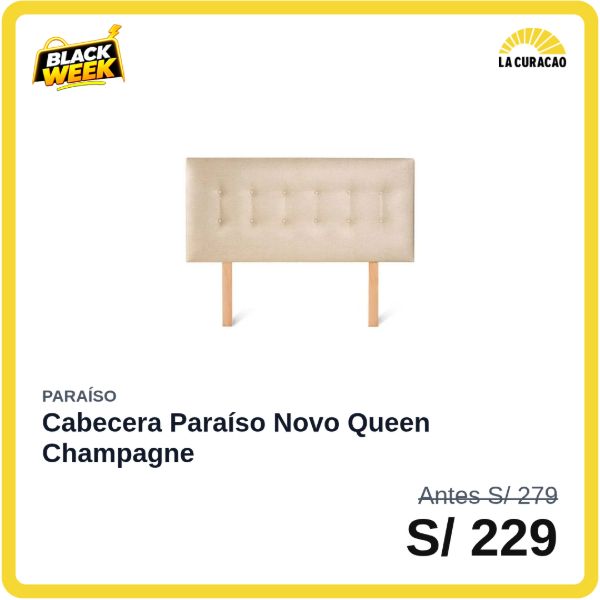 BLACK
WEEK
LA CURACAO
PARAÍSO
Cabecera Paraíso Novo Queen
Champagne
Antes S/ 279
S/ 229